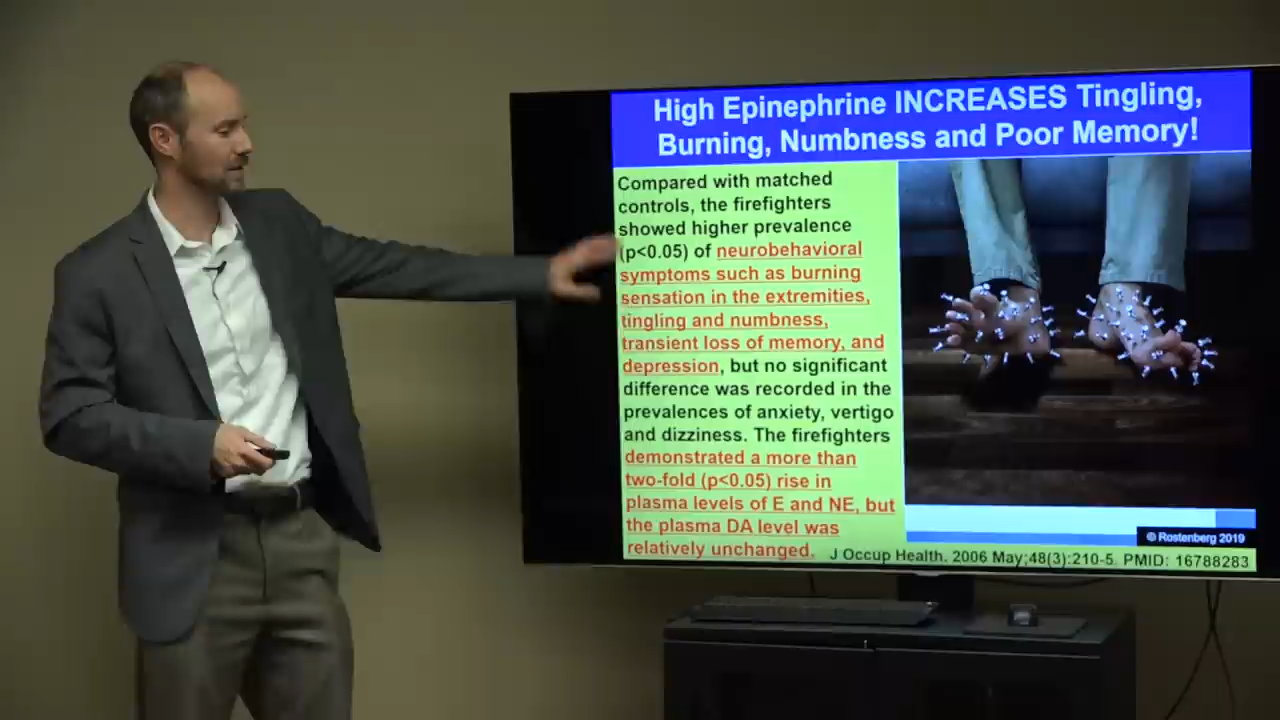 High Epinephrine INCREASES Tingling,
Burning, Numbness and Poor Memory!
Compared with matched
controls, the firefighters
showed higher prevalence
(p<0.05) of neurobehavioral
symptoms such as burning
sensation in the extremities,
tingling and numbness,
transient loss of memory, and
depression, but no significant
difference was recorded in the
prevalences of anxiety, vertigo
and dizziness. The firefighters
demonstrated a more than
two-fold (p<0.05) rise in
plasma levels of E and NE, but
the plasma DA level was
relatively unchanged.
© Rostenberg 2019
J Occup Health. 2006 May;48(3):210-5. PMID: 16788283